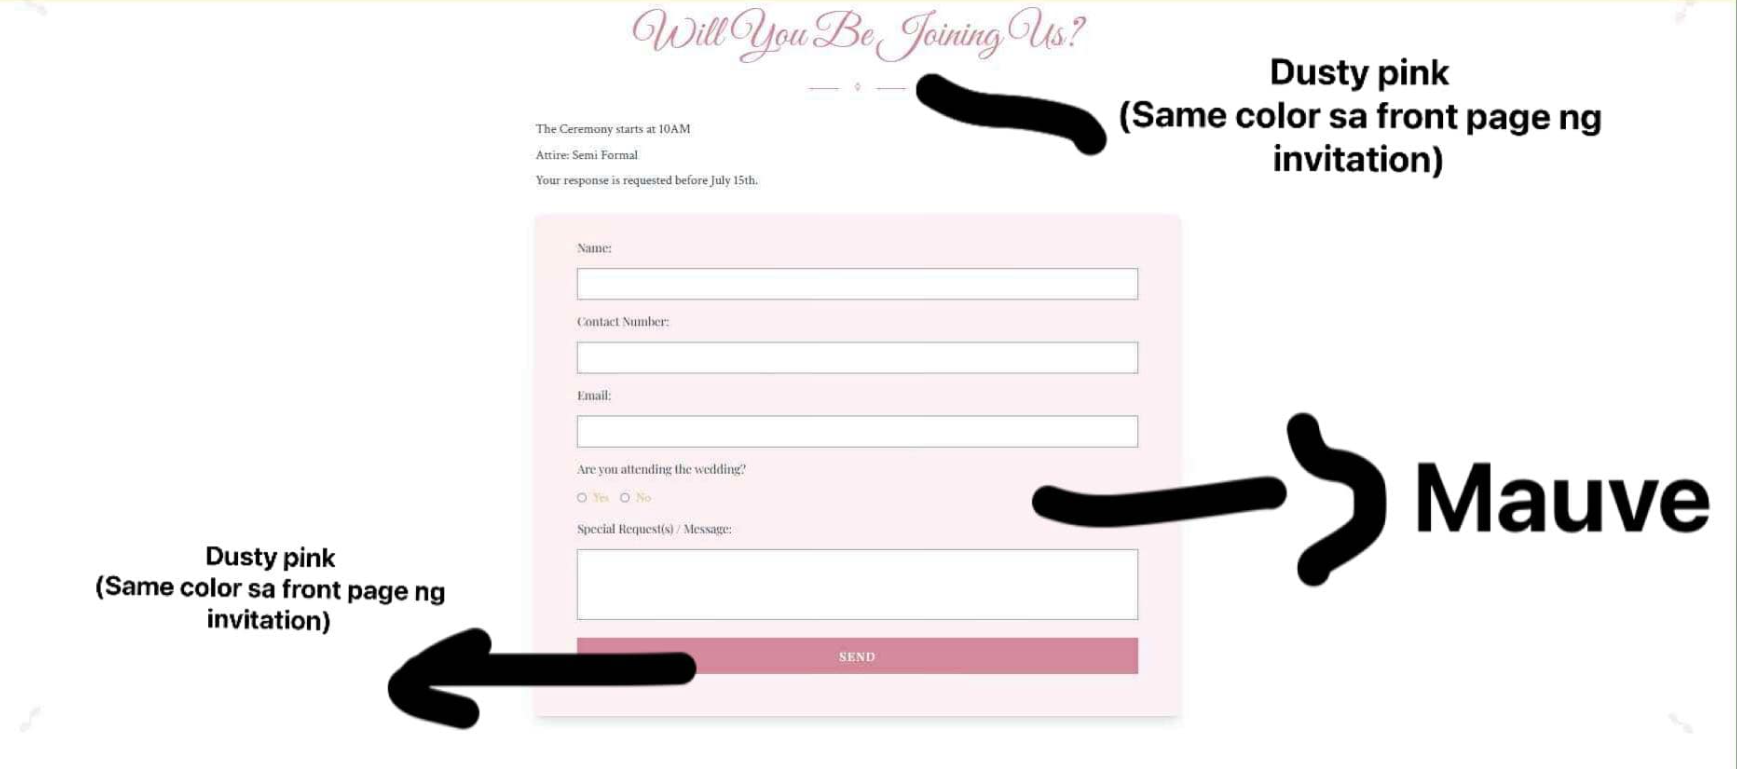 Will You Be Joining Us?
Dusty pink
(Same color sa front page ng
invitation)
The Ceremony starts at 10AM
Attire: Semi Formal
Your response is requested before July 15th.
Name:
Contact Number:
Email:
Are you attending the wedding?
Yes No
Mauve
Special Request(s) / Message:
Dusty pink
(Same color sa front page ng
invitation)
SEND